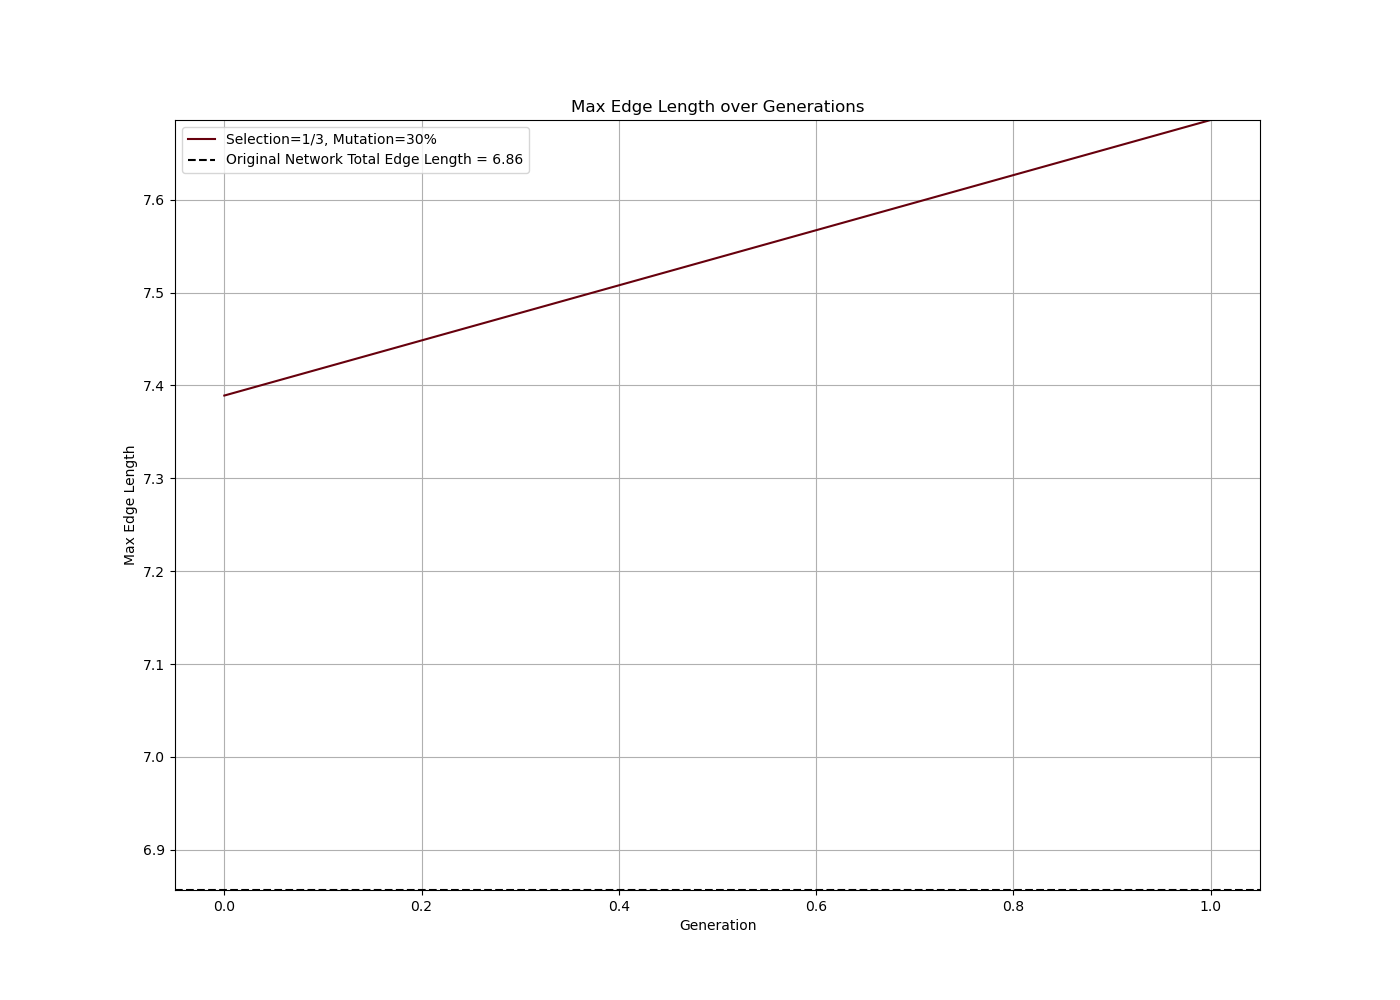 Max Edge Length over Generations
Selection=1/3, Mutation=30%
Original Network Total Edge Length = 6.86
7.6
7.5
7.4
7.3
7.2
7.1
7.0
6.9
Max Edge Length
0.0 0.2 0.4 0.6 0.8 1.0
Generation